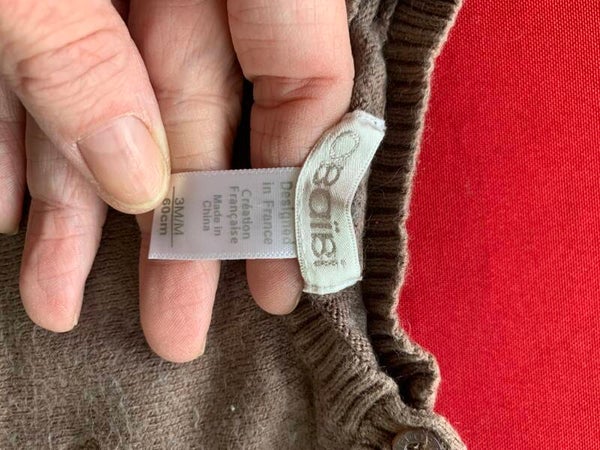 Obaïbi
Designed
in France
Création
Française
Made in
China
3M/M
60cm